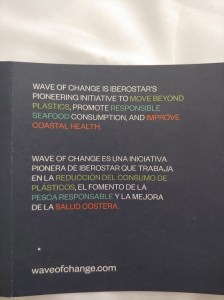 WAVE OF CHANGE IS IBEROSTAR'S
PIONEERING INITIATIVE TO MOVE BEYOND
PLASTICS, PROMOTE RESPONSIBLE
SEAFOOD CONSUMPTION, AND IMPROVE
COASTAL HEALTH.
WAVE OF CHANGE ES UNA INICIATIVA
PIONERA DE IBEROSTAR QUE TRABAJA
EN LA REDUCCIÓN DEL CONSUMO DE
PLÁSTICOS, EL FOMENTO DE LA
PESCA RESPONSABLE Y LA MEJORA
DE LA SALUD COSTERA.
waveofchange.com